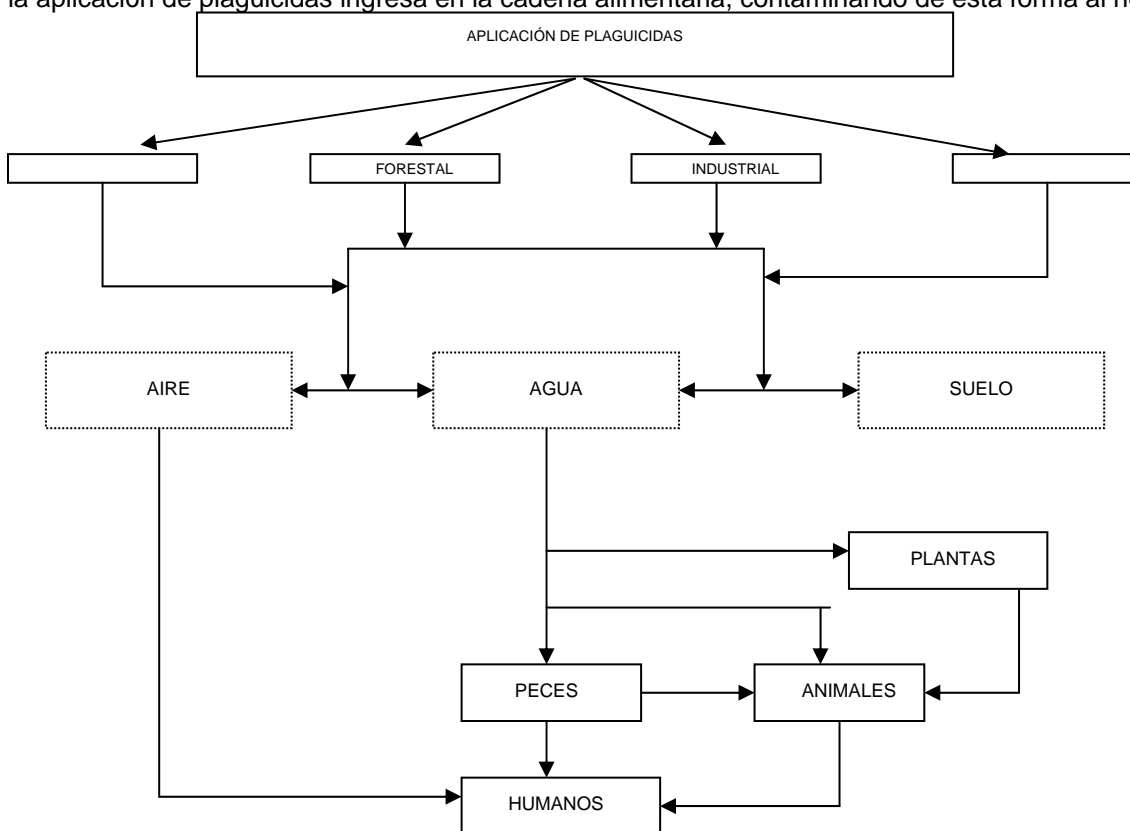 la aplicación de plaguicidas ingresa en la cadena alimentaria, contaminando de esta forma al
APLICACIÓN DE PLAGUICIDAS
FORESTAL INDUSTRIAL
AIRE AGUA SUELO
PLANTAS
PECES ANIMALES
HUMANOS